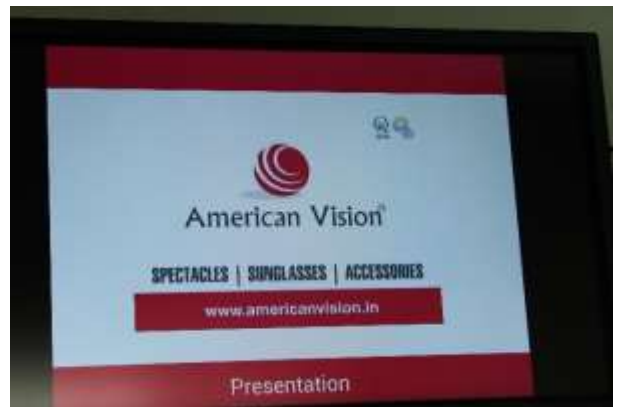 American Vision
SPECTACLES | SUNGLASSES | ACCESSORIES
www.americanvision.in
Presentation